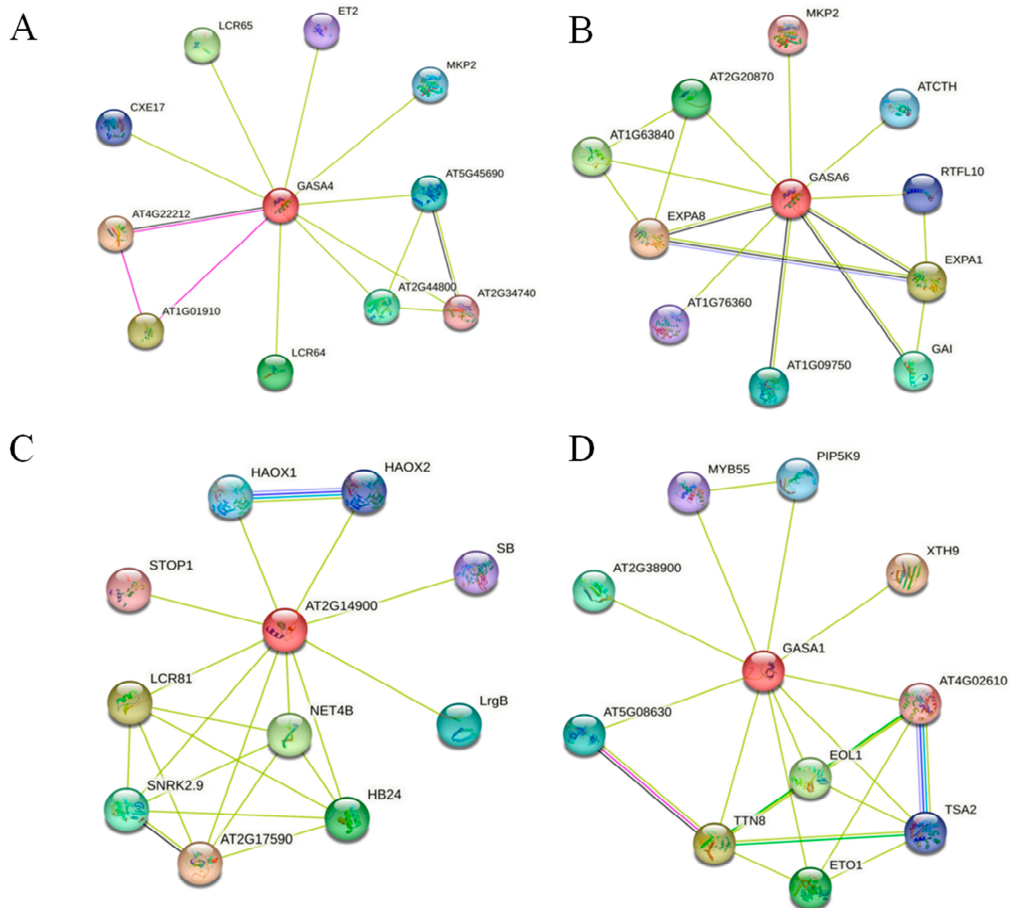 A
LCR65
ET2
MKP2
CXE17
GASA4
AT5G45690
AT4G22212
AT1G01910
AT2G44800
AT2G34740
LCR64
B
MKP2
AT2G20870
ATCTH
AT1G63840
GASA6
RTFL10
EXPA8
EXPA1
AT1G76360
AT1G09750
GAI
C
HAOX1
HAOX2
STOP1
SB
AT2G14900
LCR81
NET4B
LrgB
SNRK2.9
HB24
AT2G17590
D
MYB55
PIP5K9
AT2G38900
XTH9
GASA1
AT4G02610
AT5G08630
EOL1
TTN8
TSA2
ETO1